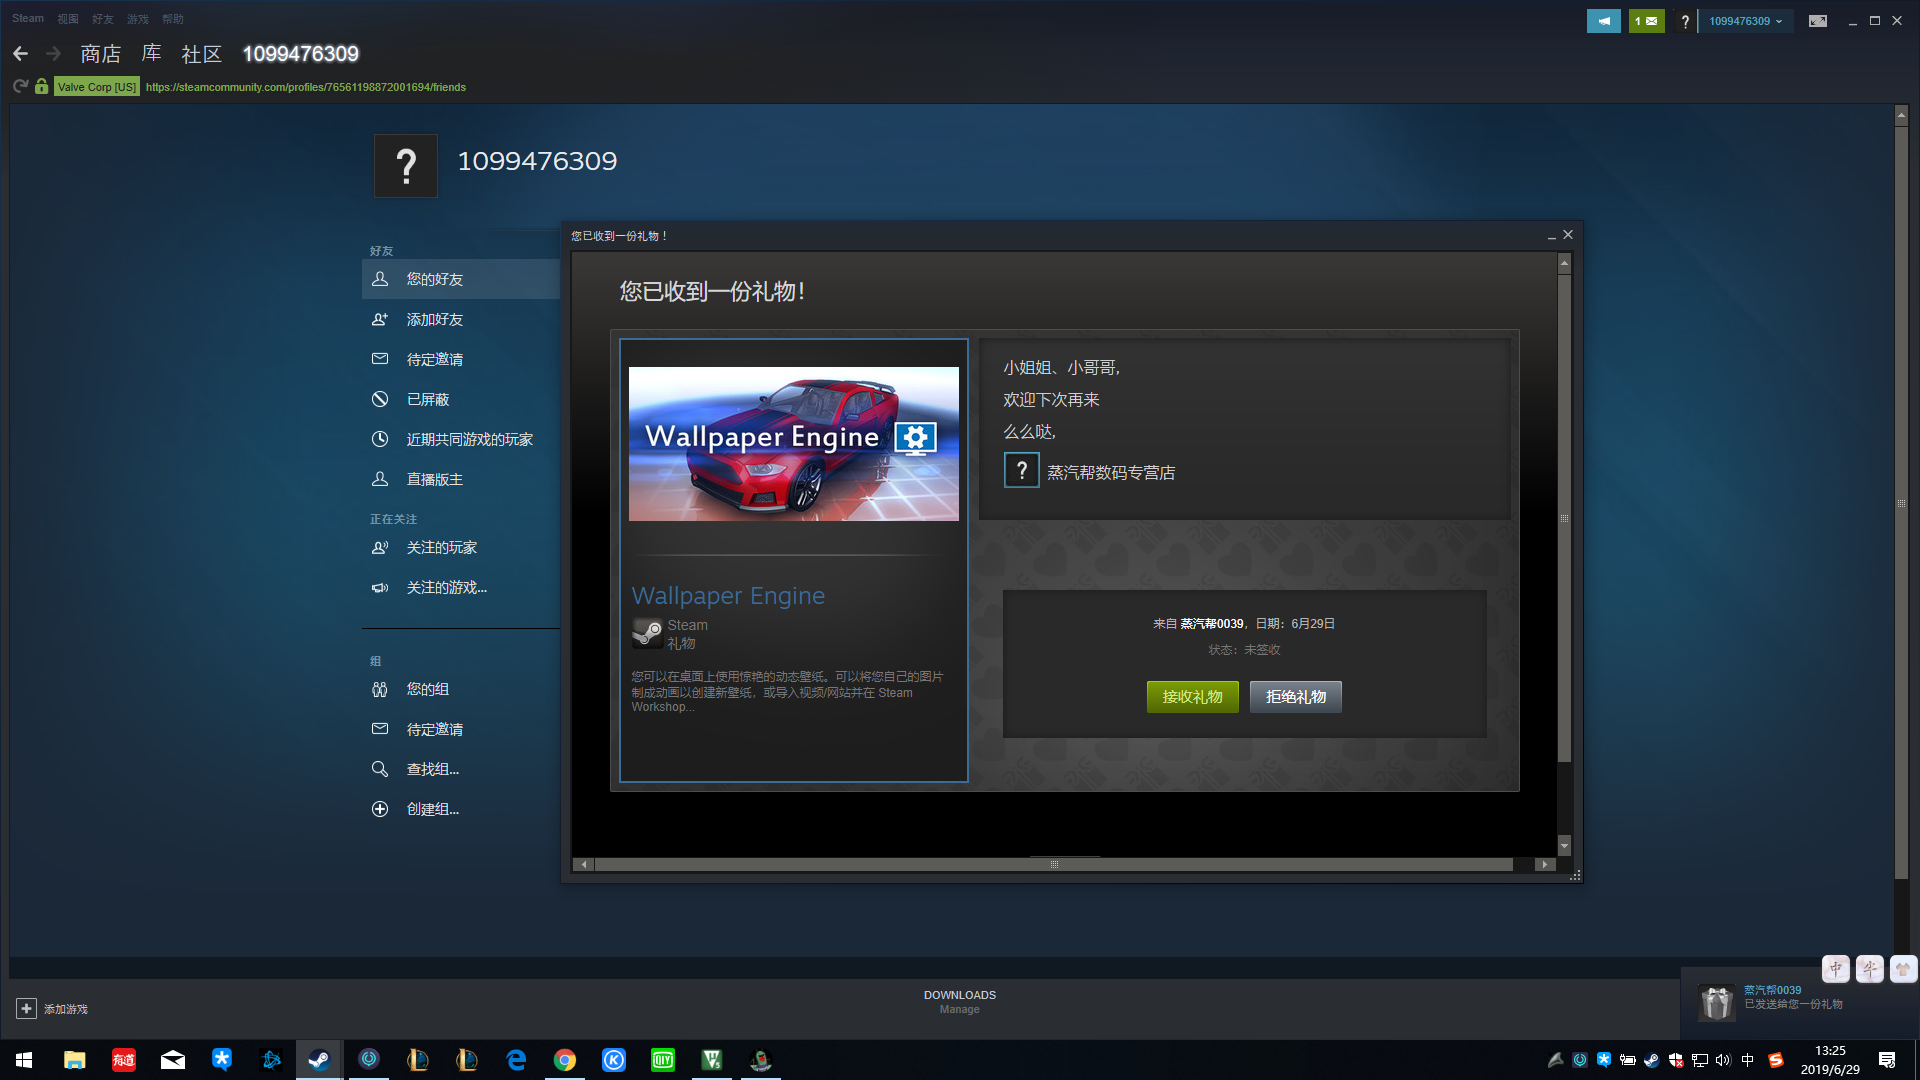 Steam 视图 好友 游戏 帮助
1 1099476309
商店 库 社区 1099476309
Valve Corp [US] https://steamcommunity.com/profiles/76561198872001694/friends
1099476309
好友
您的好友
添加好友
待定邀请
已屏蔽
近期共同游戏的玩家
直播版主
正在关注
关注的玩家
关注的游戏...
组
您的组
待定邀请
查找组...
创建组...
您已收到一份礼物！
您已收到一份礼物！
Wallpaper Engine
Wallpaper Engine
Steam
礼物
您可以在桌面上使用惊艳的动态壁纸。可以将您自己的图片
制成动画以创建新壁纸，或导入视频/网站并在 Steam
Workshop...
小姐姐、小哥哥,
欢迎下次再来
么么哒,
? 蒸汽帮数码专营店
来自 蒸汽帮0039，日期：6月29日
状态：未签收
接收礼物 拒绝礼物
添加游戏
DOWNLOADS
Manage
中 半
蒸汽帮0039
已发送给您一份礼物
有道
QIY
中
13:25
2019/6/29